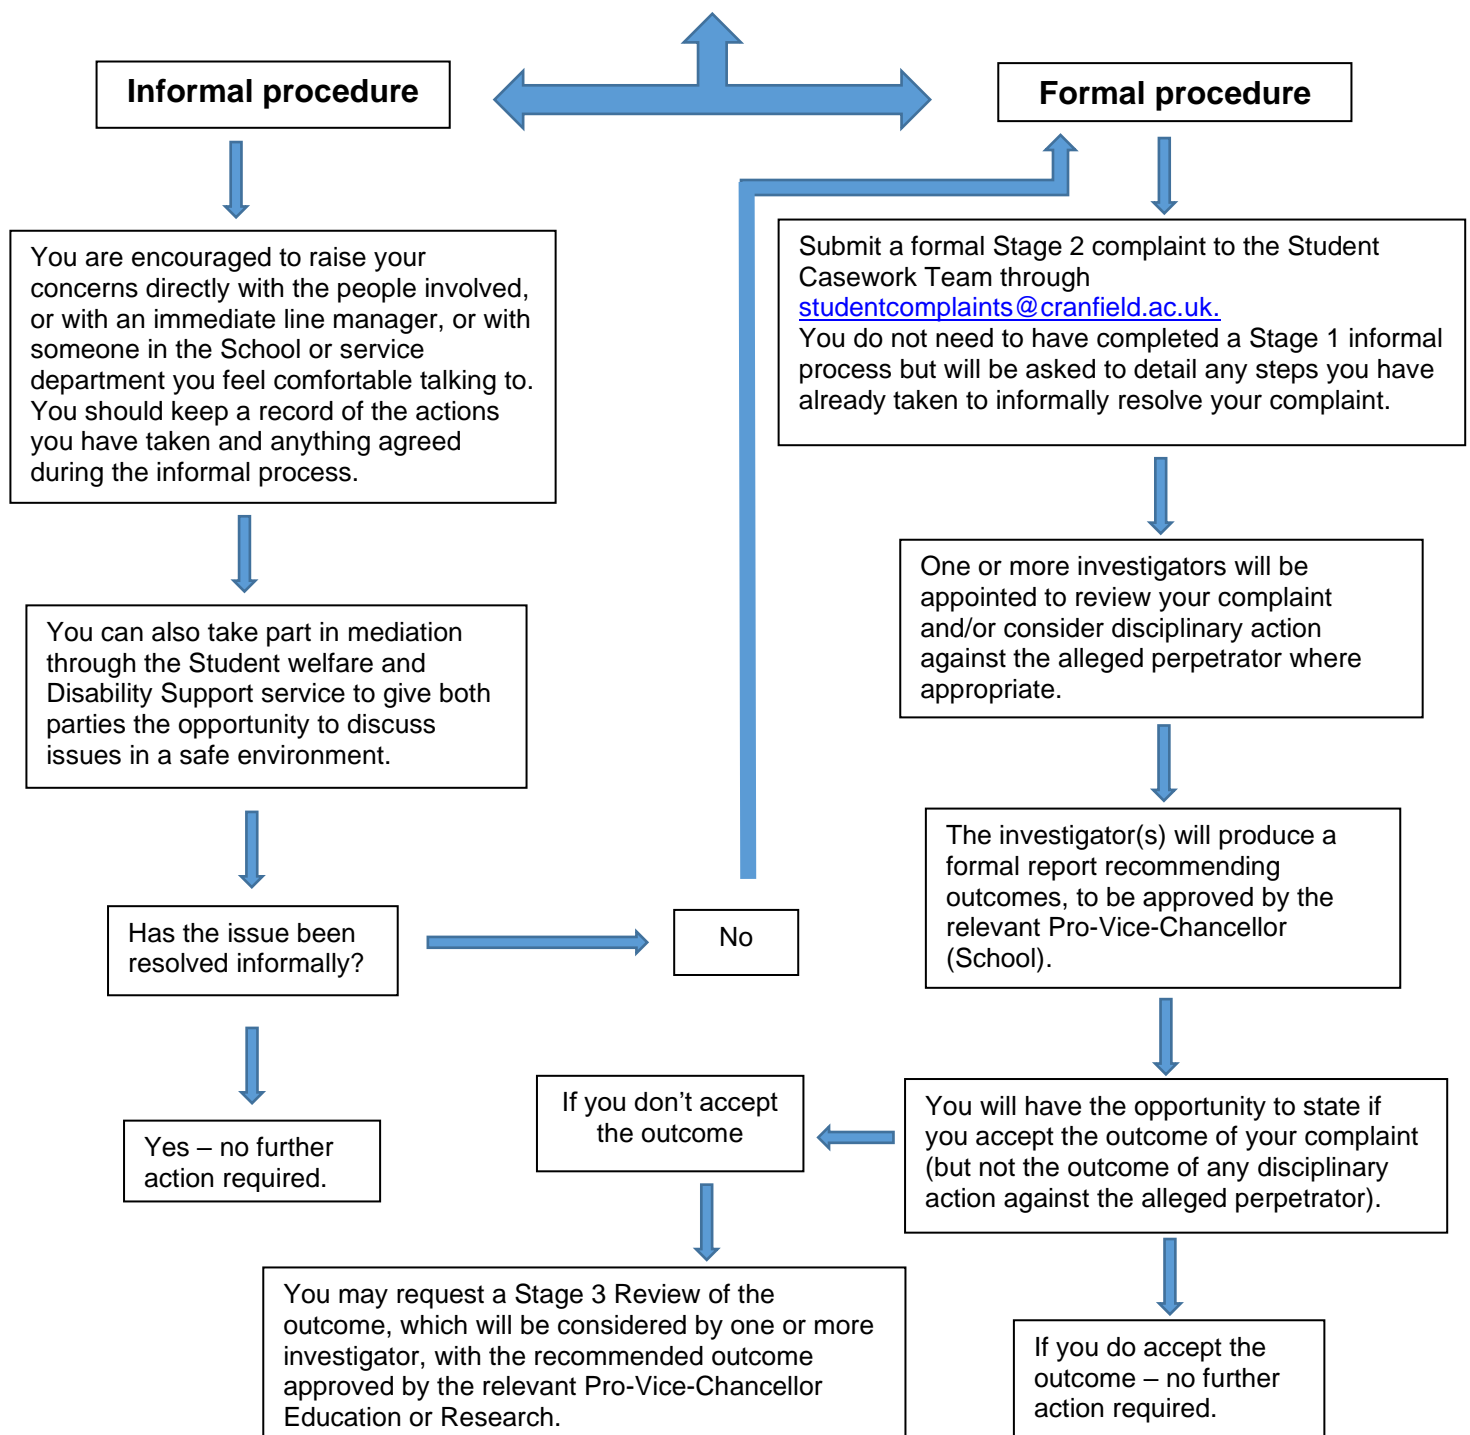 Informal procedure
You are encouraged to raise your
concerns directly with the people involved,
or with an immediate line manager, or with
someone in the School or service
department you feel comfortable talking to.
You should keep a record of the actions
you have taken and anything agreed
during the informal process.
You can also take part in mediation
through the Student welfare and
Disability Support service to give both
parties the opportunity to discuss
issues in a safe environment.
Has the issue been
resolved informally?
No
Yes – no further
action required.
Formal procedure
Submit a formal Stage 2 complaint to the Student
Casework Team through
studentcomplaints@cranfield.ac.uk.
You do not need to have completed a Stage 1 informal
process but will be asked to detail any steps you have
already taken to informally resolve your complaint.
One or more investigators will be
appointed to review your complaint
and/or consider disciplinary action
against the alleged perpetrator where
appropriate.
The investigator(s) will produce a
formal report recommending
outcomes, to be approved by the
relevant Pro-Vice-Chancellor
(School).
You will have the opportunity to state if
you accept the outcome of your complaint
(but not the outcome of any disciplinary
action against the alleged perpetrator).
If you don’t accept
the outcome
You may request a Stage 3 Review of the
outcome, which will be considered by one or more
investigator, with the recommended outcome
approved by the relevant Pro-Vice-Chancellor
Education or Research.
If you do accept the
outcome – no further
action required.